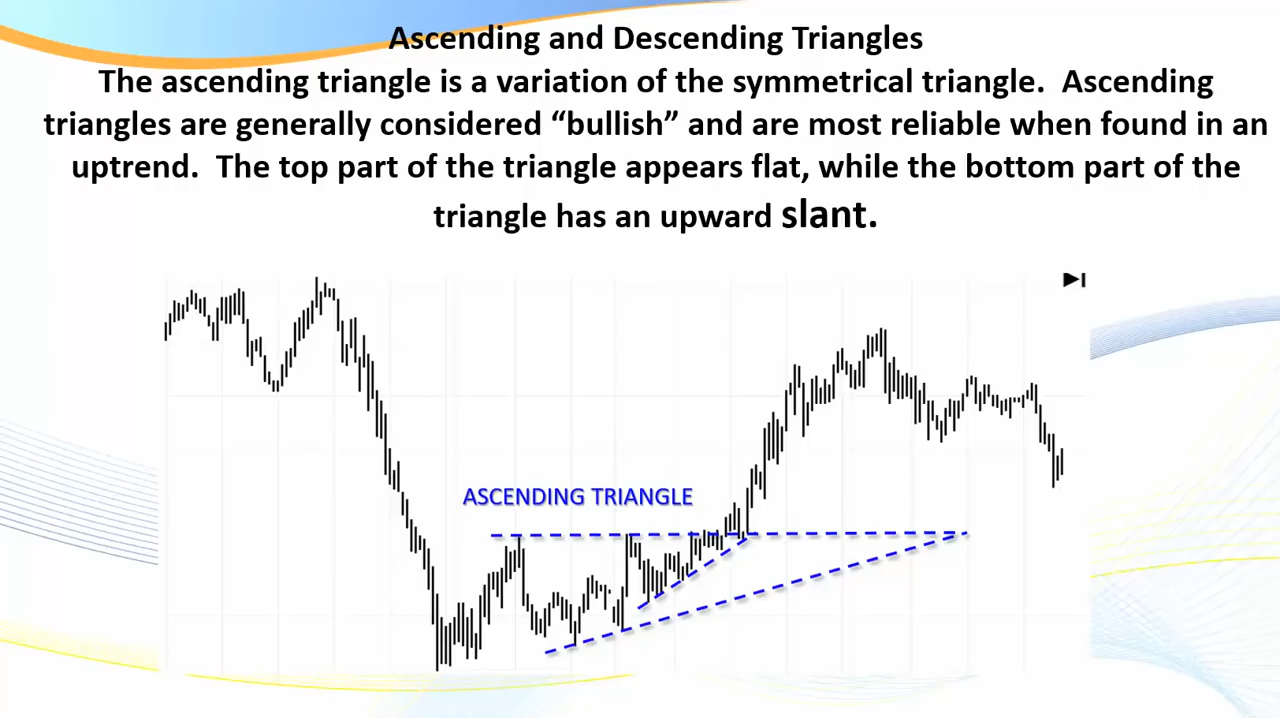 Ascending and Descending Triangles
The ascending triangle is a variation of the symmetrical triangle.  Ascending
triangles are generally considered “bullish” and are most reliable when found in an
uptrend.  The top part of the triangle appears flat, while the bottom part of the
triangle has an upward slant.
ASCENDING TRIANGLE